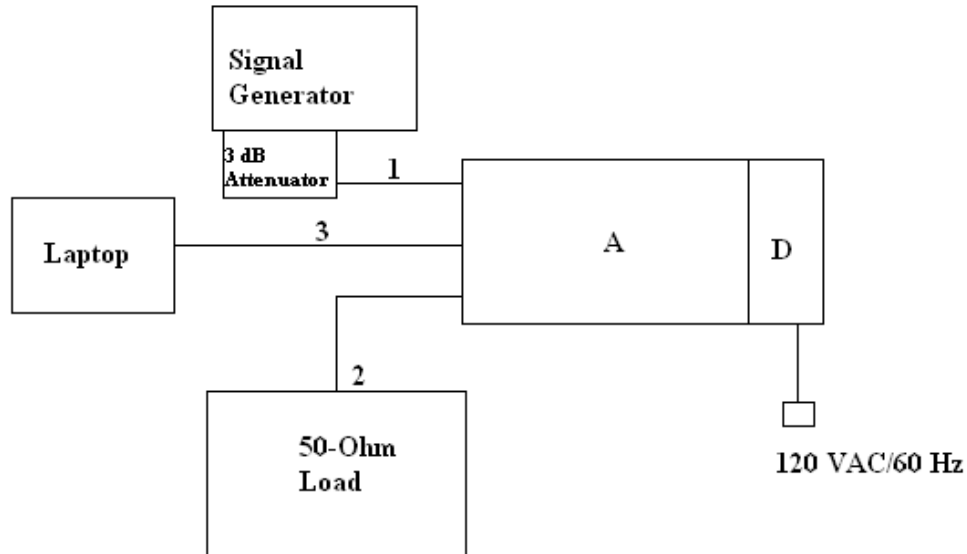 Signal
Generator
3 dB
Attenuator
1
Laptop
3
A
D
2
50-Ohm
Load
120 VAC/60 Hz